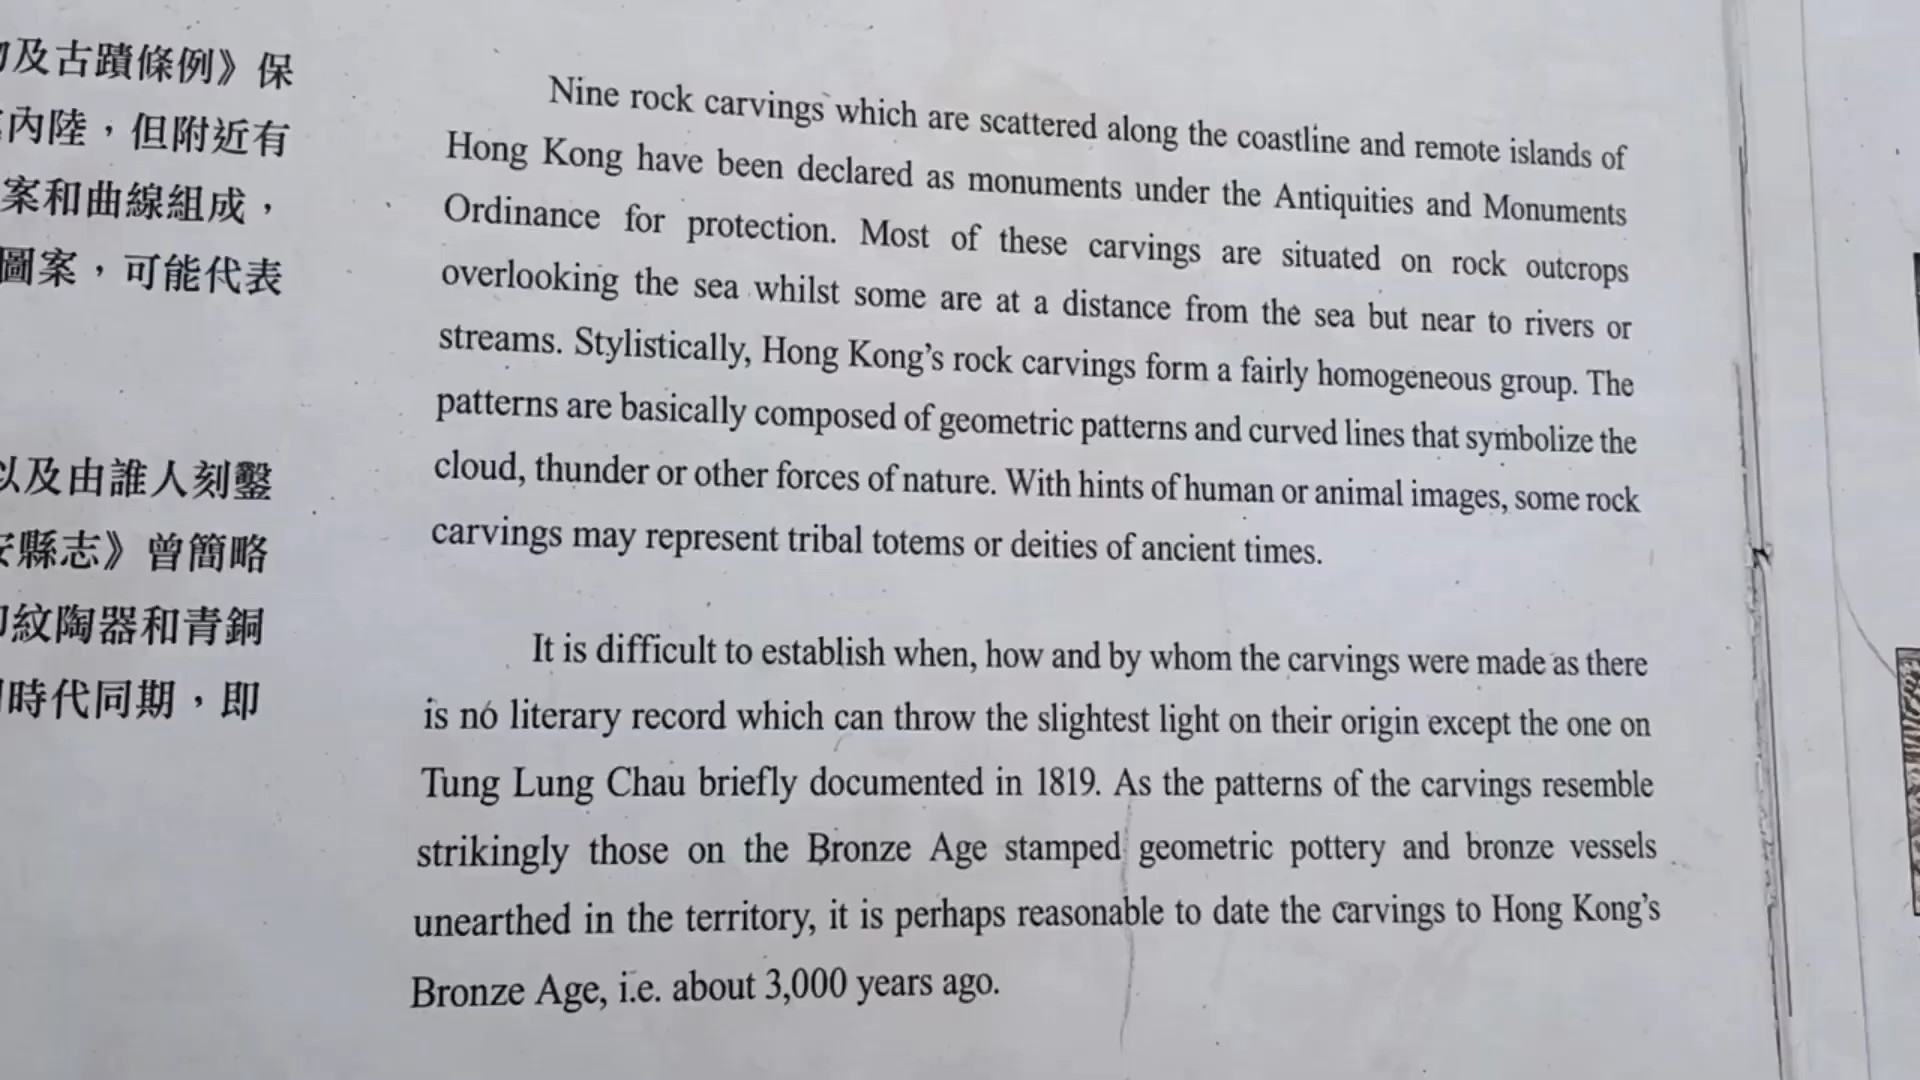 及古蹟條例》保
內陸，但附近有
案和曲線組成，
圖案，可能代表
以及由誰人刻鑿
縣志》曾簡略
紋陶器和青銅
時代同期，即
Nine rock carvings which are scattered along the coastline and remote islands of
Hong Kong have been declared as monuments under the Antiquities and Monuments
Ordinance for protection. Most of these carvings are situated on rock outcrops
overlooking the sea whilst some are at a distance from the sea but near to rivers or
streams. Stylistically, Hong Kong's rock carvings form a fairly homogeneous group. The
patterns are basically composed of geometric patterns and curved lines that symbolize the
cloud, thunder or other forces of nature. With hints of human or animal images, some rock
carvings may represent tribal totems or deities of ancient times.
It is difficult to establish when, how and by whom the carvings were made as there
is no literary record which can throw the slightest light on their origin except the one on
Tung Lung Chau briefly documented in 1819. As the patterns of the carvings resemble
strikingly those on the Bronze Age stamped geometric pottery and bronze vessels
unearthed in the territory, it is perhaps reasonable to date the carvings to Hong Kong's
Bronze Age, i.e. about 3,000 years ago.